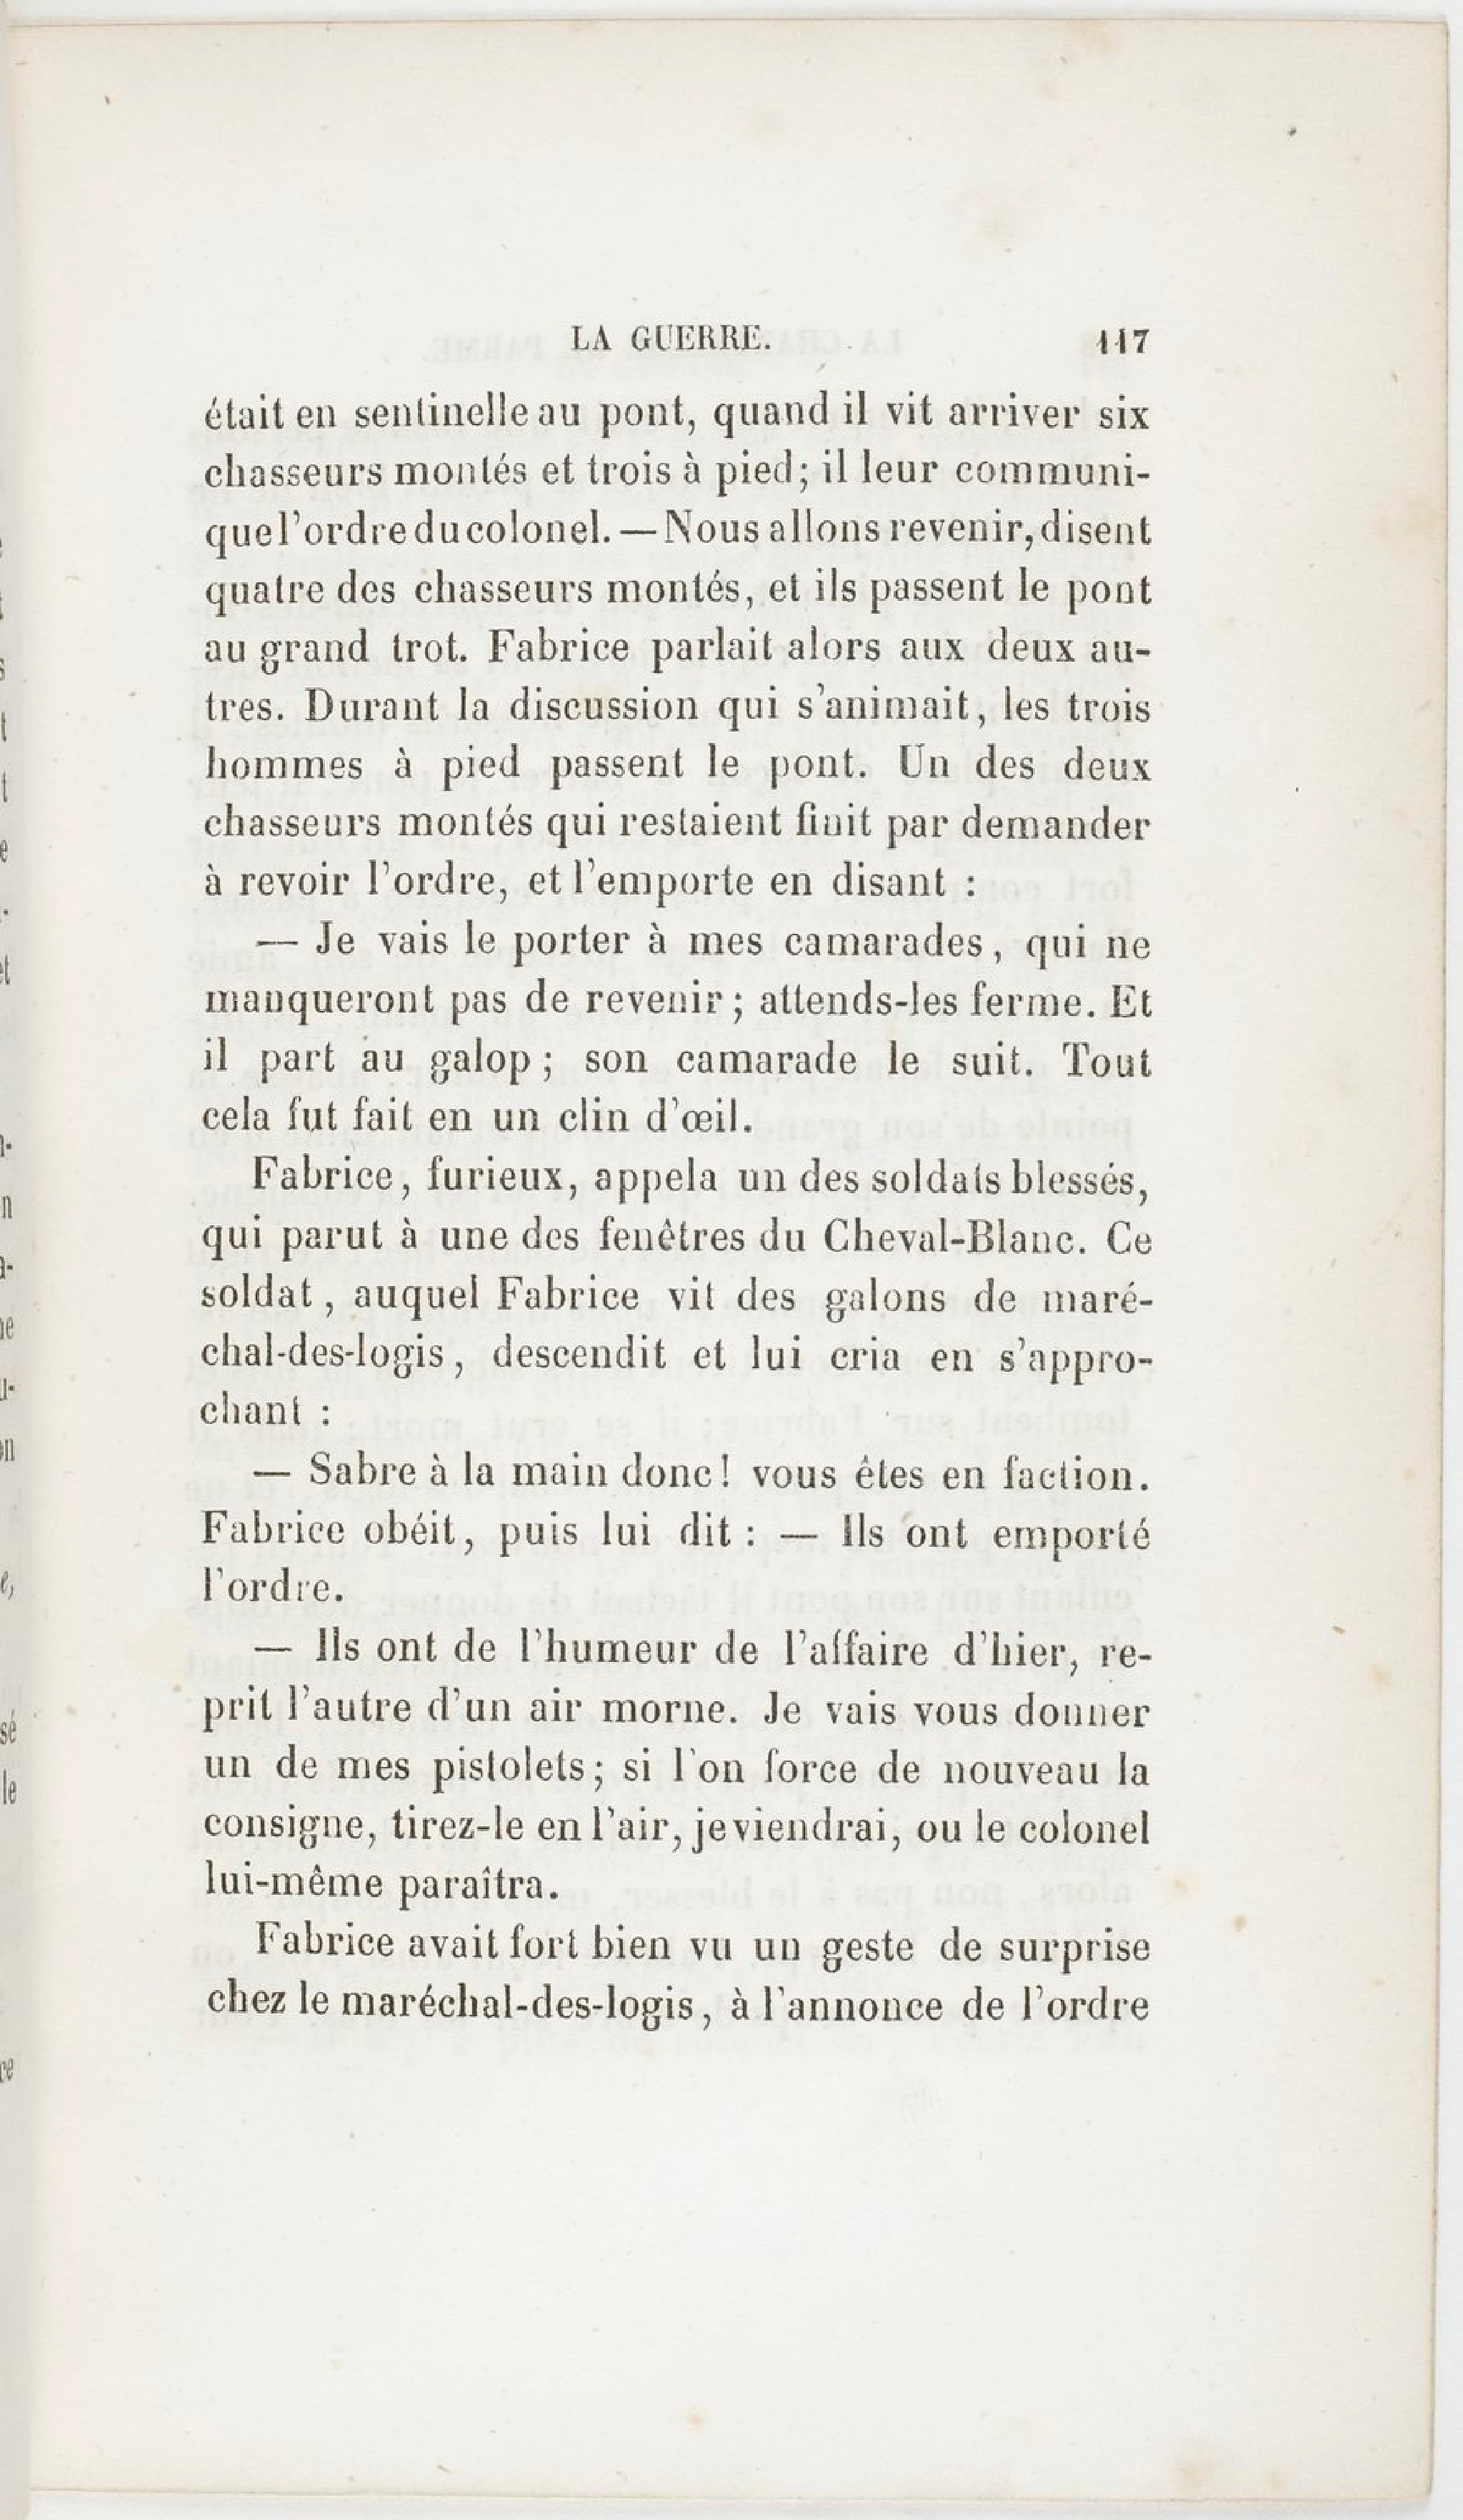 LA GUERRE. 117
était en sentinelle au pont, quand il vit arriver six
chasseurs montés et trois à pied; il leur communi-
que l'ordre du colonel. — Nous allons revenir, disent
quatre des chasseurs montés, et ils passent le pont
au grand trot. Fabrice parlait alors aux deux au-
tres. Durant la discussion qui s'animait, les trois
hommes à pied passent le pont. Un des deux
chasseurs montés qui restaient finit par demander
à revoir l'ordre, et l'emporte en disant :
— Je vais le porter à mes camarades, qui ne
manqueront pas de revenir; attends-les ferme. Et
il part au galop; son camarade le suit. Tout
cela fut fait en un clin d'œil.
Fabrice, furieux, appela un des soldats blessés,
qui parut à une des fenêtres du Cheval-Blanc. Ce
soldat, auquel Fabrice vit des galons de maré-
chal-des-logis, descendit et lui cria en s'appro-
chant :
— Sabre à la main donc! vous êtes en faction.
Fabrice obéit, puis lui dit : — Ils ont emporté
l'ordre.
— Ils ont de l'humeur de l'affaire d'hier, re-
prit l'autre d'un air morne. Je vais vous donner
un de mes pistolets; si l'on force de nouveau la
consigne, tirez-le en l'air, je viendrai, ou le colonel
lui-même paraîtra.
Fabrice avait fort bien vu un geste de surprise
chez le maréchal-des-logis, à l'annonce de l'ordre